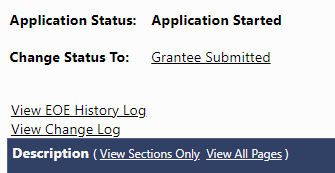 Application Status: Application Started
Change Status To: Grantee Submitted
View EOE History Log
View Change Log
Description ( View Sections Only View All Pages )